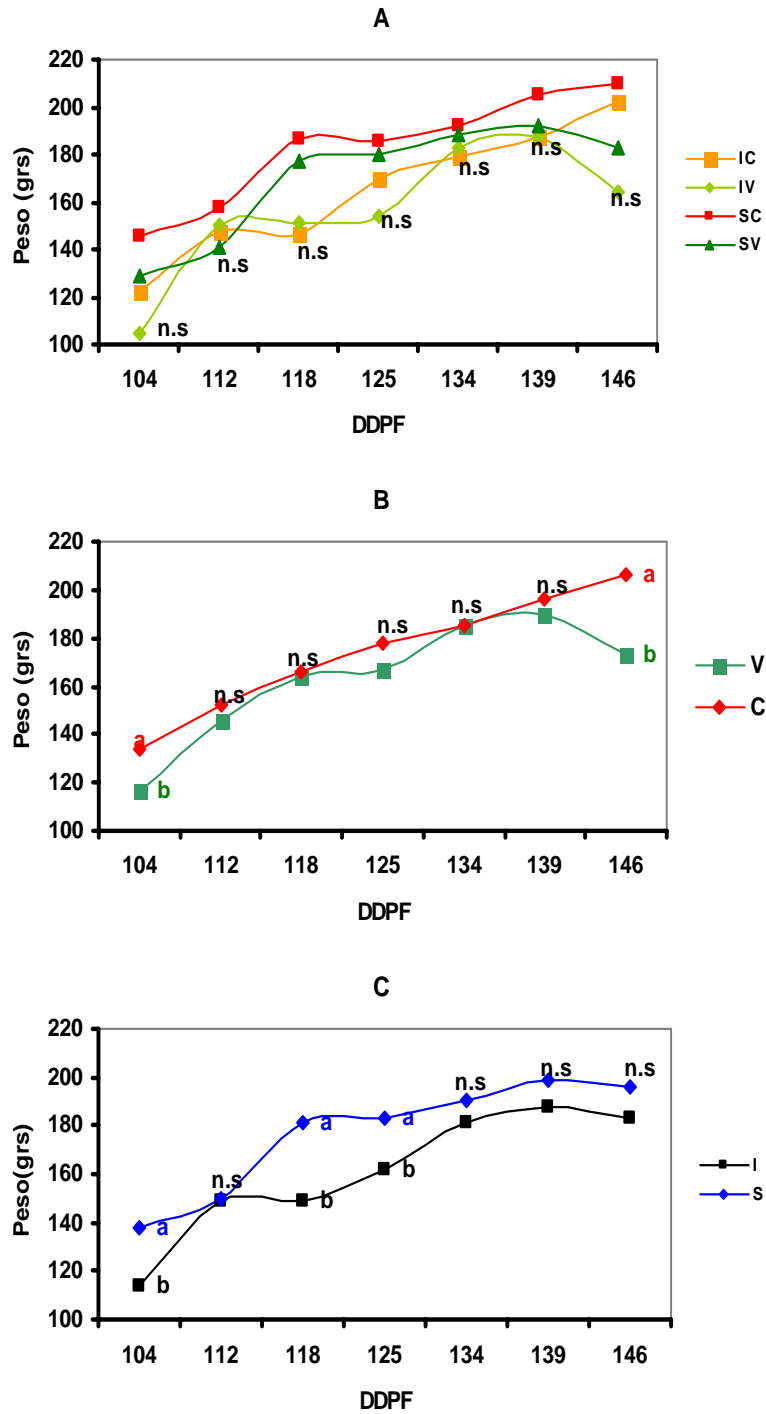 A
220
200
180
160
140
120
100
Peso (grs)
n.s n.s n.s n.s n.s n.s n.s
104 112 118 125 134 139 146
DDPF
IC
IV
SC
SV
B
220
200
180
160
140
120
100
Peso (grs)
a n.s n.s n.s n.s n.s a
b b
104 112 118 125 134 139 146
DDPF
V
C
C
220
200
180
160
140
120
100
Peso(grs)
a n.s a a n.s n.s n.s
b b b
104 112 118 125 134 139 146
DDPF
I
S